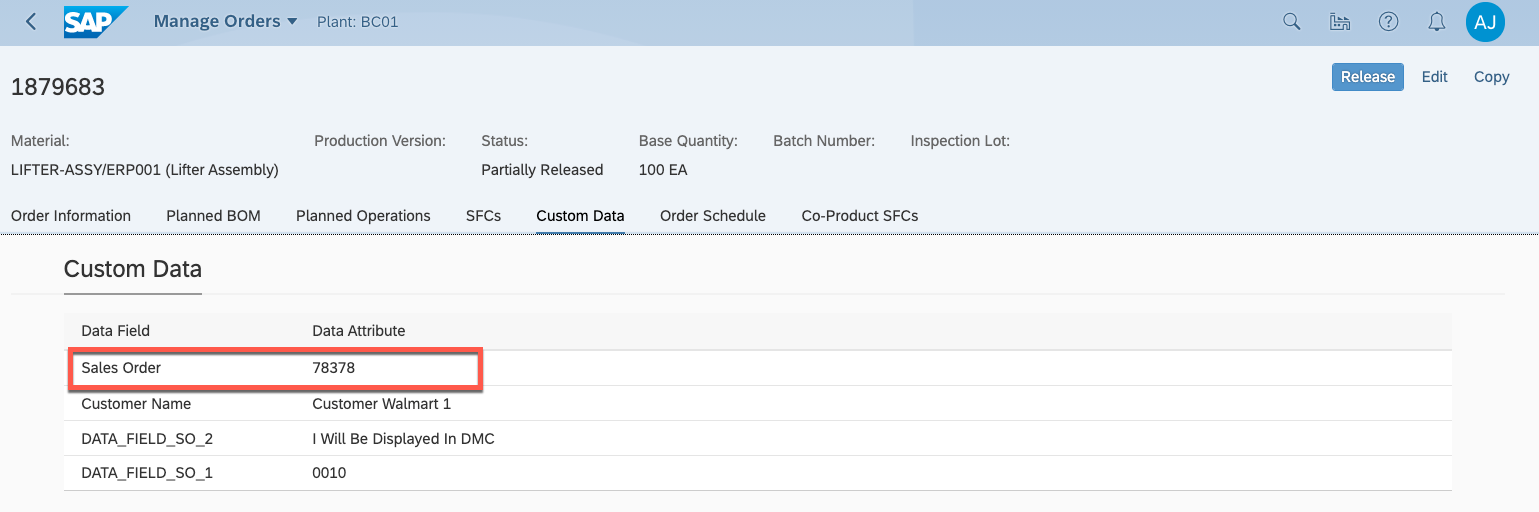 SAP Manage Orders Plant: BC01 AJ
1879683 Release Edit Copy
Material: Production Version: Status: Base Quantity: Batch Number: Inspection Lot:
LIFTER-ASSY/ERP001 (Lifter Assembly) Partially Released 100 EA
Order Information Planned BOM Planned Operations SFCs Custom Data Order Schedule Co-Product SFCs
Custom Data
Data Field Data Attribute
Sales Order 78378
Customer Name Customer Walmart 1
DATA_FIELD_SO_2 I Will Be Displayed In DMC
DATA_FIELD_SO_1 0010